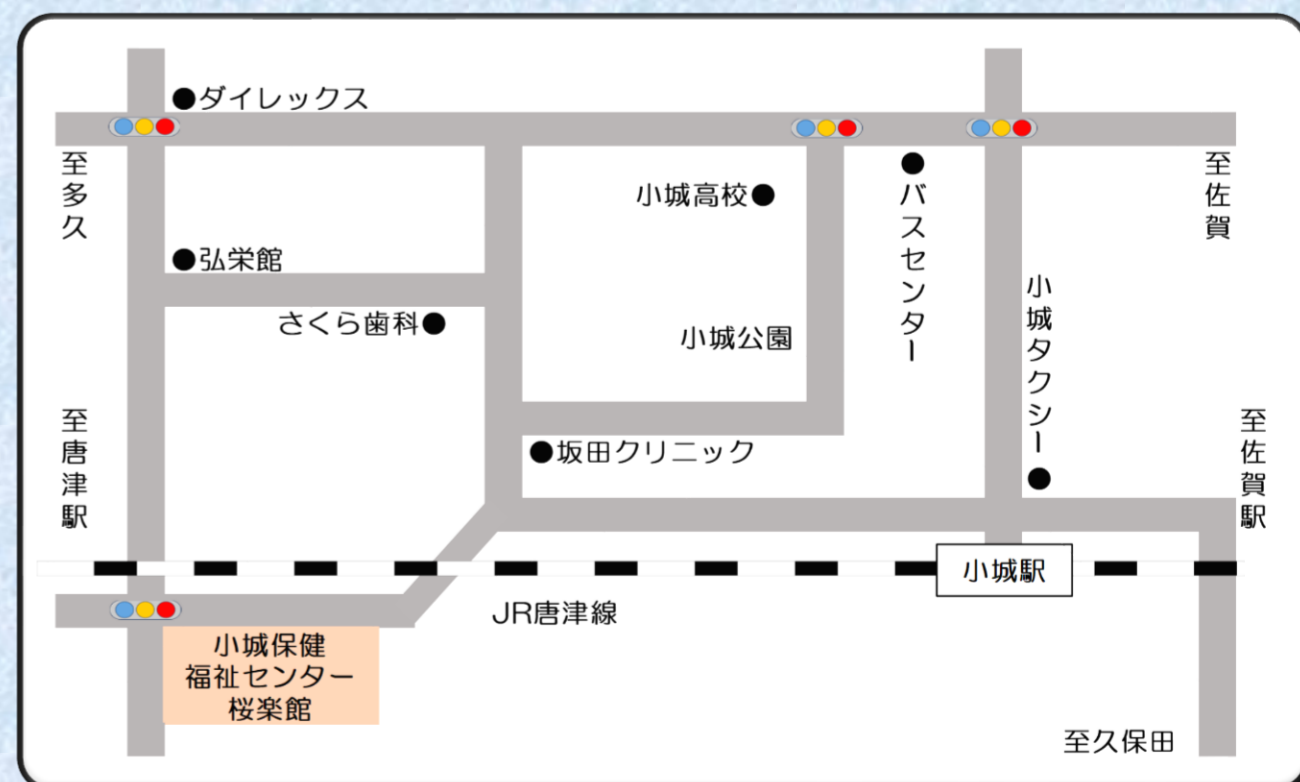 ●ダイレックス
至多久
小城高校●
●バスセンター
至佐賀
●弘栄館
さくら歯科●
小城公園
小城タクシー●
至唐津駅
●坂田クリニック
至佐賀駅
小城駅
JR唐津線
小城保健
福祉センター
桜楽館
至久保田